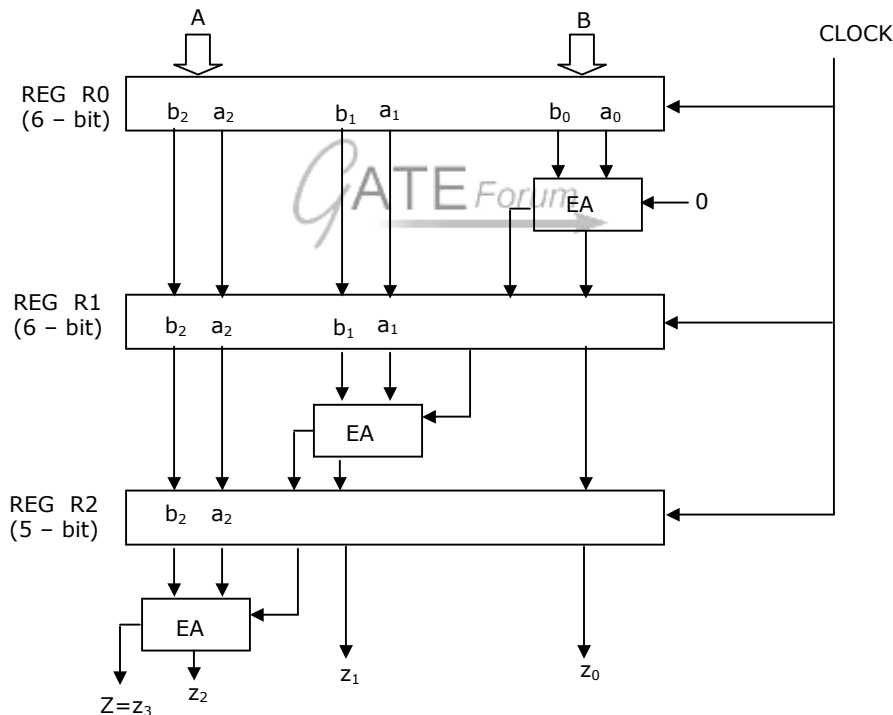 A B
CLOCK
REG R0
(6 – bit)
b₂ a₂ b₁ a₁ b₀ a₀
GATE Forum
EA 0
REG R1
(6 – bit)
b₂ a₂ b₁ a₁
EA
REG R2
(5 – bit)
b₂ a₂
EA
Z=z₃ z₂ z₁ z₀